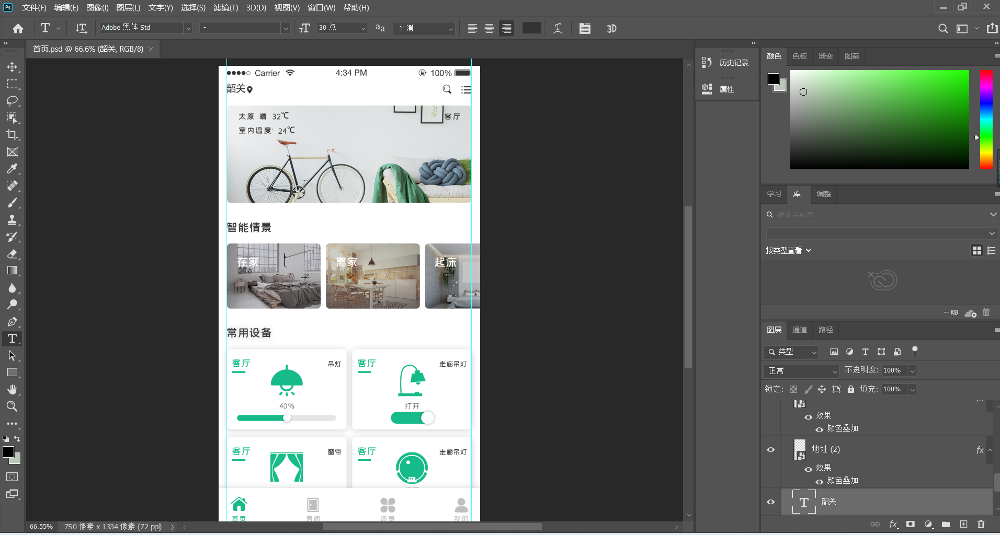 Ps 文件(F) 编辑(E) 图像(I) 图层(L) 文字(Y) 选择(S) 滤镜(T) 3D(D) 视图(V) 窗口(W) 帮助(H)
T Adobe 黑体 Std - 30 点 aa 平滑 3D
首页.psd @ 66.6% (韶关, RGB/8) ×
Carrier 4:34 PM 100%
韶关
太原 晴 32℃ 客厅
室内温度: 24℃
智能情景
在家 离家 起床
常用设备
客厅 吊灯
40%
客厅 走廊吊灯
打开
客厅 窗帘
客厅 走廊吊灯
首页 房间 场景 我的
66.55% 750 像素 x 1334 像素 (72 ppi)
历史记录
属性
颜色 色板 渐变 图案
学习 库 调整
搜索当前库
按类型查看
-- KB
图层 通道 路径
类型
正常 不透明度: 100%
锁定: 填充: 100%
效果
颜色叠加
地址 (2) fx
效果
颜色叠加
T 韶关
fx